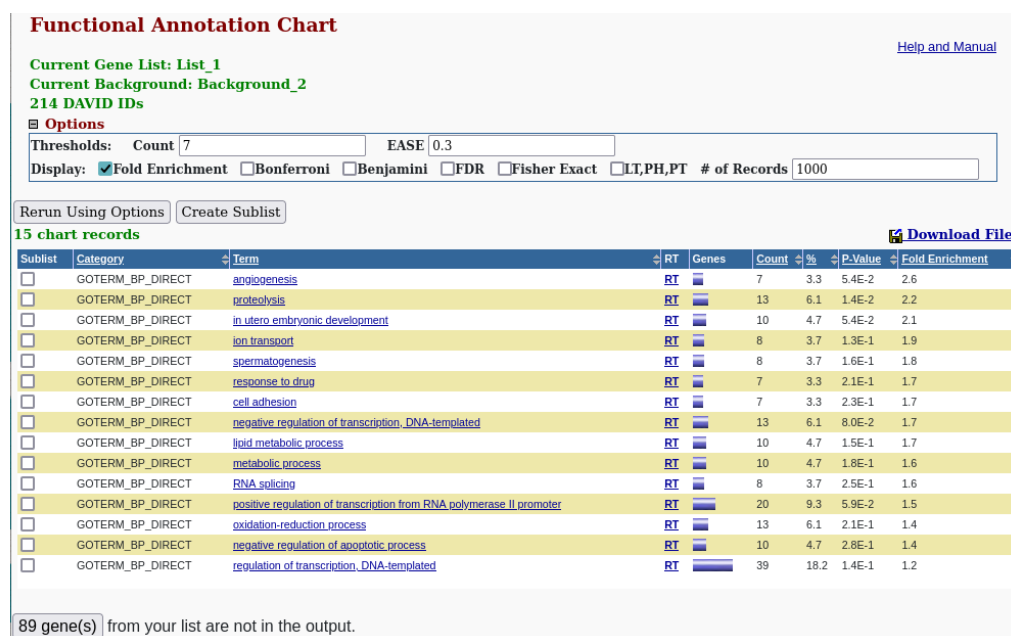 Functional Annotation Chart
Help and Manual
Current Gene List: List_1
Current Background: Background_2
214 DAVID IDs
Options
Thresholds: Count 7 EASE 0.3
Display: Fold Enrichment Bonferroni Benjamini FDR Fisher Exact LT,PH,PT # of Records 1000
Rerun Using Options Create Sublist
15 chart records Download File
Sublist Category Term RT Genes Count % P-Value Fold Enrichment
GOTERM_BP_DIRECT angiogenesis RT 7 3.3 5.4E-2 2.6
GOTERM_BP_DIRECT proteolysis RT 13 6.1 1.4E-2 2.2
GOTERM_BP_DIRECT in utero embryonic development RT 10 4.7 5.4E-2 2.1
GOTERM_BP_DIRECT ion transport RT 8 3.7 1.3E-1 1.9
GOTERM_BP_DIRECT spermatogenesis RT 8 3.7 1.6E-1 1.8
GOTERM_BP_DIRECT response to drug RT 7 3.3 2.1E-1 1.7
GOTERM_BP_DIRECT cell adhesion RT 7 3.3 2.3E-1 1.7
GOTERM_BP_DIRECT negative regulation of transcription, DNA-templated RT 13 6.1 8.0E-2 1.7
GOTERM_BP_DIRECT lipid metabolic process RT 10 4.7 1.5E-1 1.7
GOTERM_BP_DIRECT metabolic process RT 10 4.7 1.8E-1 1.6
GOTERM_BP_DIRECT RNA splicing RT 8 3.7 2.5E-1 1.6
GOTERM_BP_DIRECT positive regulation of transcription from RNA polymerase II promoter RT 20 9.3 5.9E-2 1.5
GOTERM_BP_DIRECT oxidation-reduction process RT 13 6.1 2.1E-1 1.4
GOTERM_BP_DIRECT negative regulation of apoptotic process RT 10 4.7 2.8E-1 1.4
GOTERM_BP_DIRECT regulation of transcription, DNA-templated RT 39 18.2 1.4E-1 1.2
89 gene(s) from your list are not in the output.